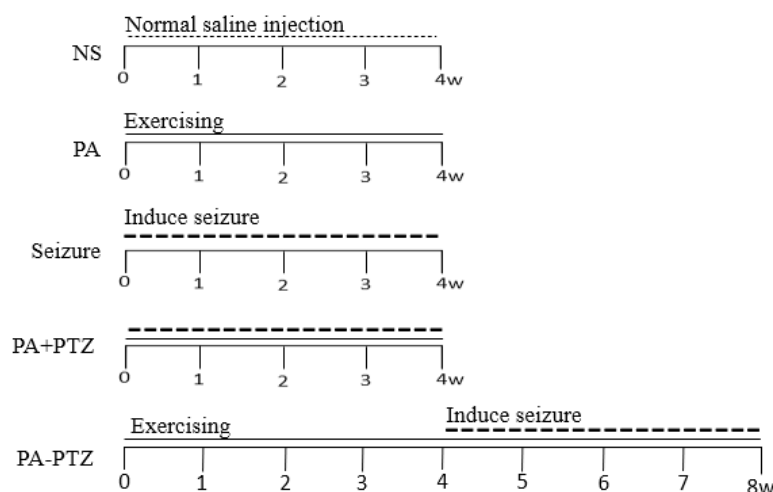 Normal saline injection
NS
0 1 2 3 4w
Exercising
PA
0 1 2 3 4w
Induce seizure
Seizure
0 1 2 3 4w
PA+PTZ
0 1 2 3 4w
Exercising Induce seizure
PA-PTZ
0 1 2 3 4 5 6 7 8w